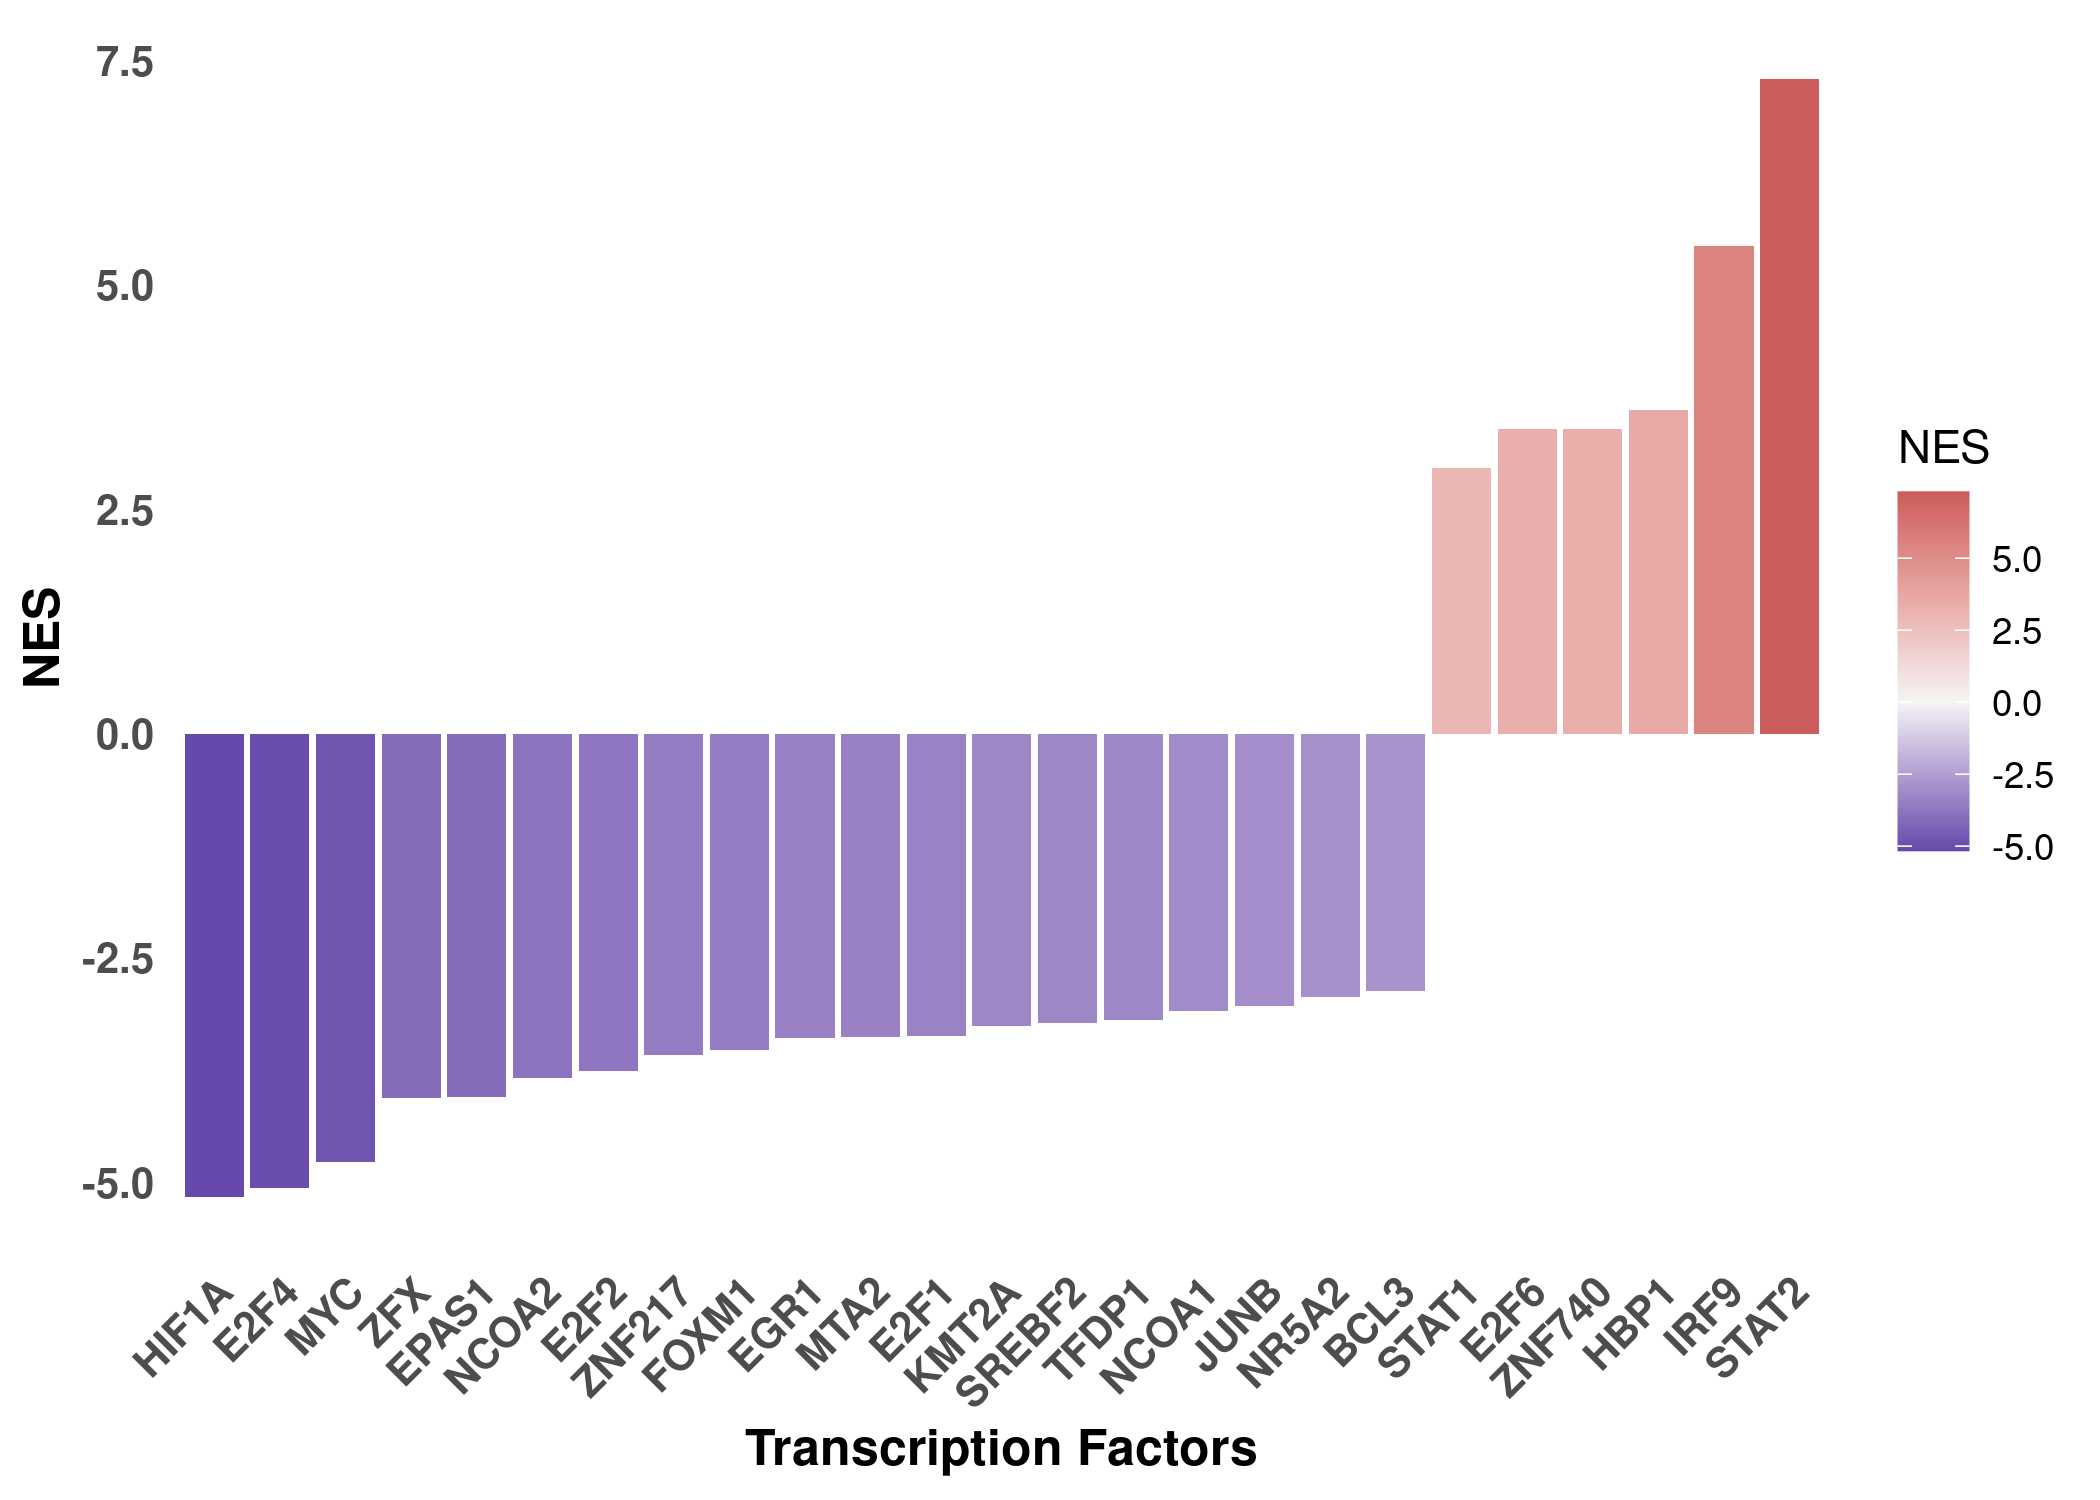 7.5
5.0
2.5
0.0
-2.5
-5.0
NES
HIF1A
E2F4
MYC
ZFX
EPAS1
NCOA2
E2F2
ZNF217
FOXM1
EGR1
MTA2
E2F1
KMT2A
SREBF2
TFDP1
NCOA1
JUNB
NR5A2
BCL3
STAT1
E2F6
ZNF740
HBP1
IRF9
STAT2
Transcription Factors
NES
5.0
2.5
0.0
-2.5
-5.0